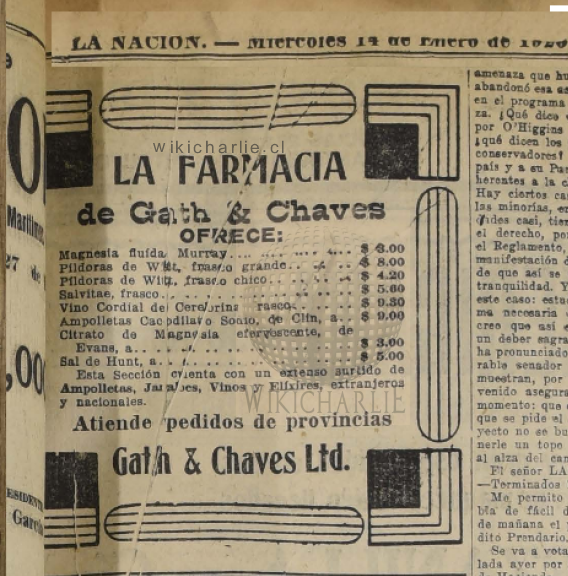 LA NACION. — Miércoles 14 de Enero de
wikicharlie.cl
LA FARMACIA
de Gath & Chaves
OFRECE:
Magnesia fluída Murray.. .. .. .. .. $ 3.00
Píldoras de Witt, frasco grande. .. .. .. $ 8.00
Píldoras de Witt, frasco chico. .. .. .. $ 4.20
Salvitae, frasco. .. .. .. .. .. .. $ 5.60
Vino Cordial del Cerebrina frasco. .. .. $ 9.30
Ampolletas Cacodilato Sodio, de Clin, a.. $ 9.00
Citrato de Magnesia efervescente, de
Evans, a.. .. .. .. .. .. .. $ 3.00
Sal de Hunt, a.. .. .. .. .. .. $ 5.00
Esta Sección cuenta con un extenso surtido de
Ampolletas, Jarabes, Vinos y Elixires, extranjeros
y nacionales.
WIKICHARLIE
Atiende pedidos de provincias
Gath & Chaves Ltd.
amenaza que
abandonó esa
en el programa
za. ¿Qué dice
por O'Higgins
¿qué dicen los
conservadores?
país y a su
herentes a la
Hay ciertos
las minorías,
casi,
el derecho,
el Reglamento,
manifestación
de que así se
tranquilidad.
este caso:
ma necesaria
creo que así
un deber
ha pronunciado
rable senador
muestran, por
venido
momento: que
que se pide el
yecto no se
nerle un tope
al alza del
El señor
—Terminados
Me permito
bla de fácil
de mañana el
dito Prendario.
Se va a
lada ayer por